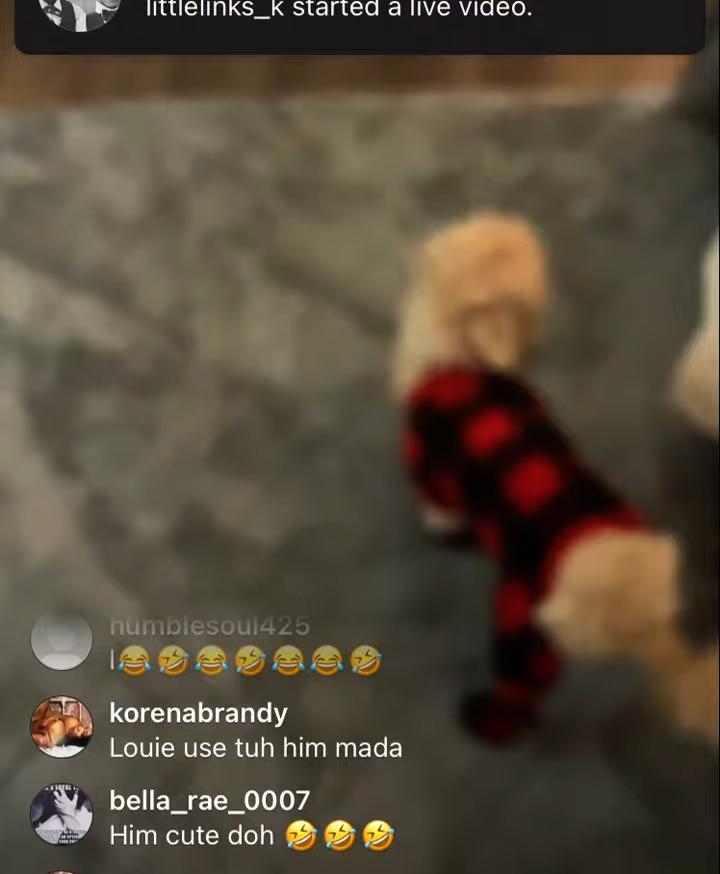 littlelinks_k started a live video.
humblesoul425
I😂🤣😂🤣😂😂🤣
korenabrandy
Louie use tuh him mada
bella_rae_0007
Him cute doh 🤣🤣🤣